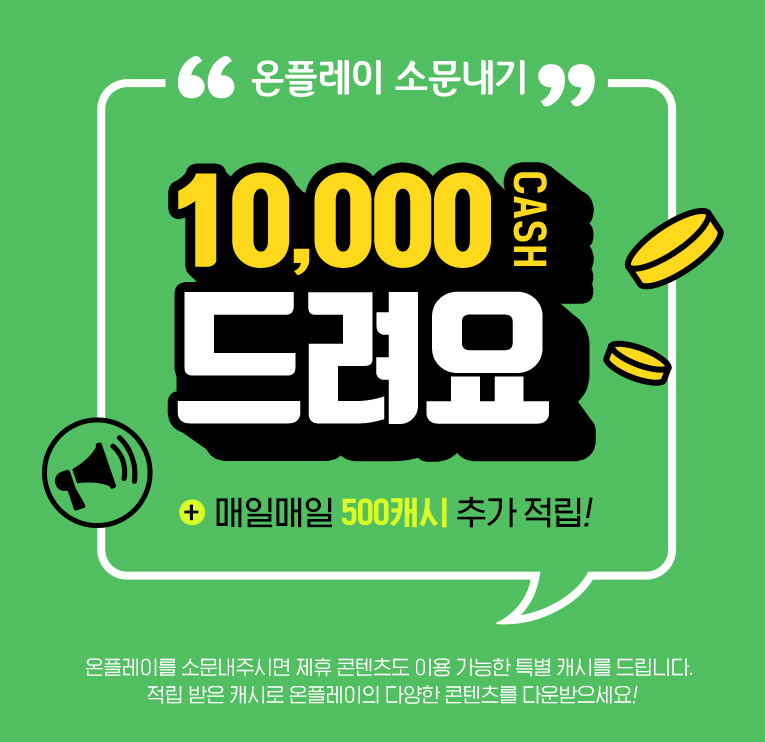 “ 온플레이 소문내기 ”
10,000 CASH
드려요
+ 매일매일 500캐시 추가 적립!
온플레이를 소문내주시면 제휴 콘텐츠도 이용 가능한 특별 캐시를 드립니다.
적립 받은 캐시로 온플레이의 다양한 콘텐츠를 다운받으세요!